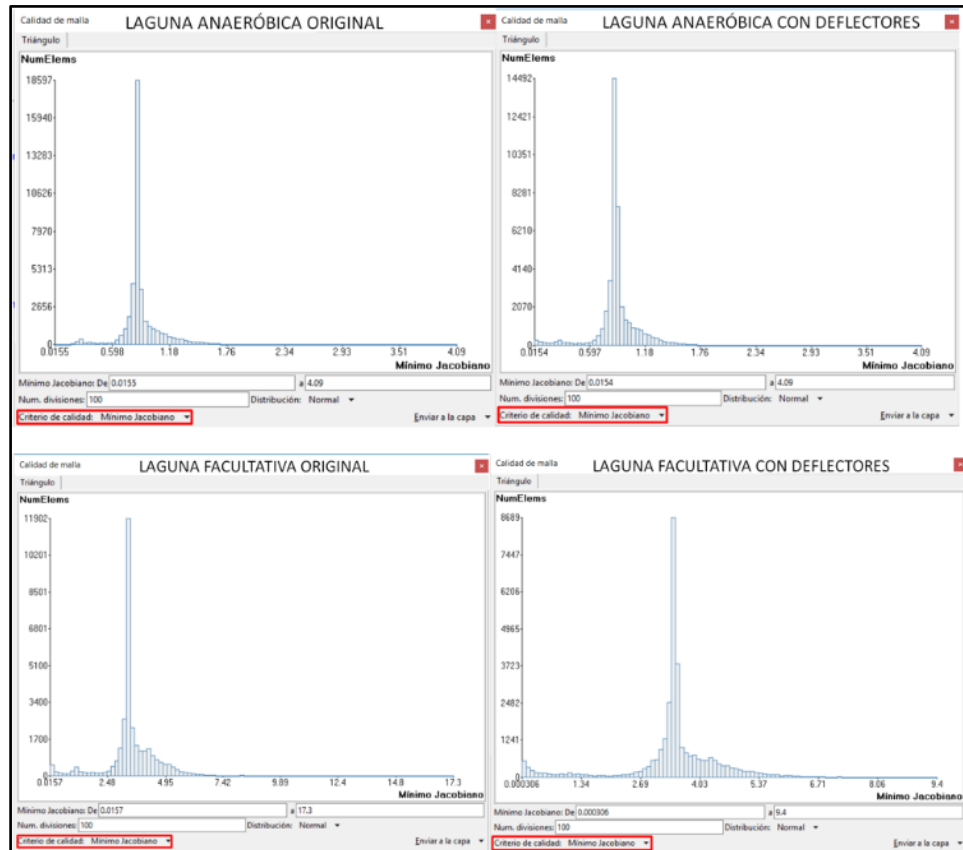 Calidad de malla
LAGUNA ANAERÓBICA ORIGINAL
Triángulo
NumElems
18597
15940
13283
10626
7970
5313
2656
0
0.0155 0.598 1.18 1.76 2.34 2.93 3.51 4.09
Mínimo Jacobiano
Mínimo Jacobiano: De 0.0155 a 4.09
Num. divisiones: 100 Distribución: Normal
Criterio de calidad: Mínimo Jacobiano Enviar a la capa
Calidad de malla
LAGUNA ANAERÓBICA CON DEFLECTORES
Triángulo
NumElems
14492
12421
10351
8281
6210
4140
2070
0
0.0154 0.597 1.18 1.76 2.34 2.93 3.51 4.09
Mínimo Jacobiano
Mínimo Jacobiano: De 0.0154 a 4.09
Num. divisiones: 100 Distribución: Normal
Criterio de calidad: Mínimo Jacobiano Enviar a la capa
Calidad de malla
LAGUNA FACULTATIVA ORIGINAL
Triángulo
NumElems
11902
10201
8501
6801
5100
3400
1700
0
0.0157 2.48 4.95 7.42 9.89 12.4 14.8 17.3
Mínimo Jacobiano
Mínimo Jacobiano: De 0.0157 a 17.3
Num. divisiones: 100 Distribución: Normal
Criterio de calidad: Mínimo Jacobiano Enviar a la capa
Calidad de malla
LAGUNA FACULTATIVA CON DEFLECTORES
Triángulo
NumElems
8689
7447
6206
4965
3723
2482
1241
0
0.000306 1.34 2.69 4.03 5.37 6.71 8.06 9.4
Mínimo Jacobiano
Mínimo Jacobiano: De 0.000306 a 9.4
Num. divisiones: 100 Distribución: Normal
Criterio de calidad: Mínimo Jacobiano Enviar a la capa